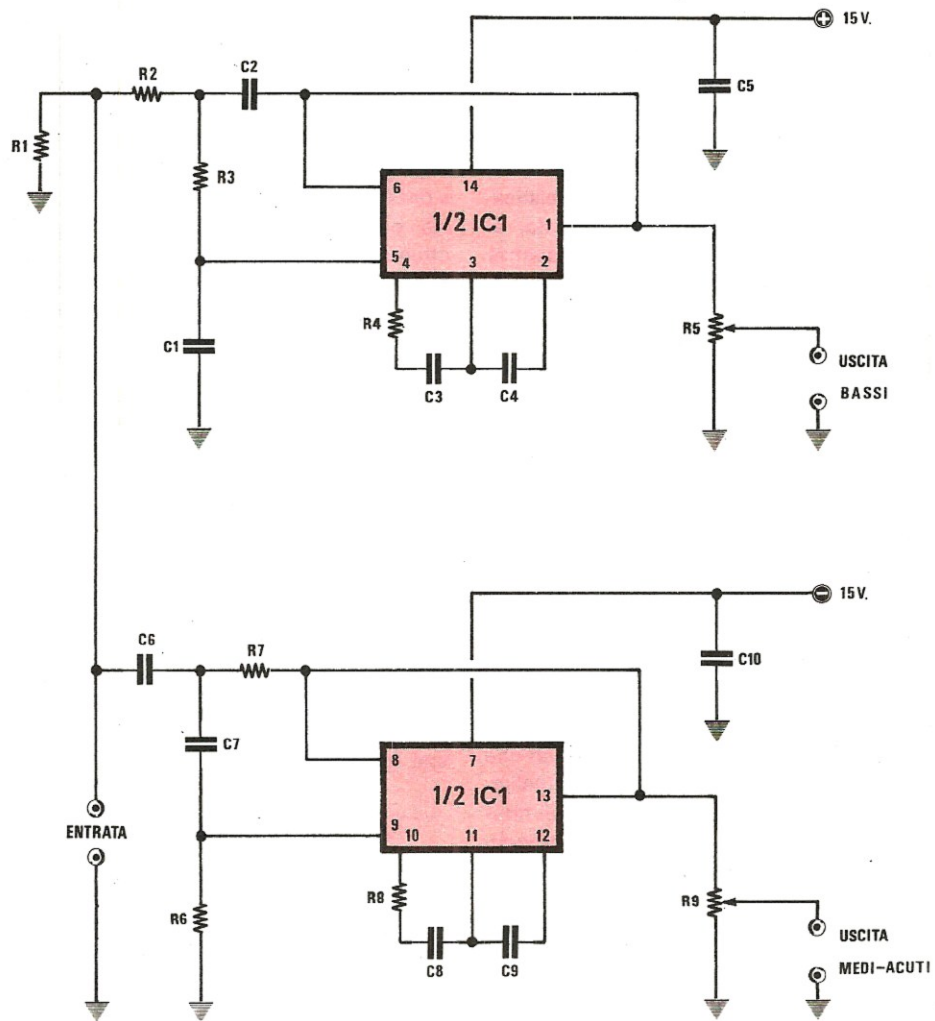 15 V.
R2
C2
C5
R1
R3
6
14
1/2 IC1
1
5
4
3
2
R4
R5
C1
C3
C4
USCITA
BASSI
15 V.
C6
R7
C10
C7
8
7
1/2 IC1
13
9
10
11
12
ENTRATA
R8
R9
R6
C8
C9
USCITA
MEDI-ACUTI